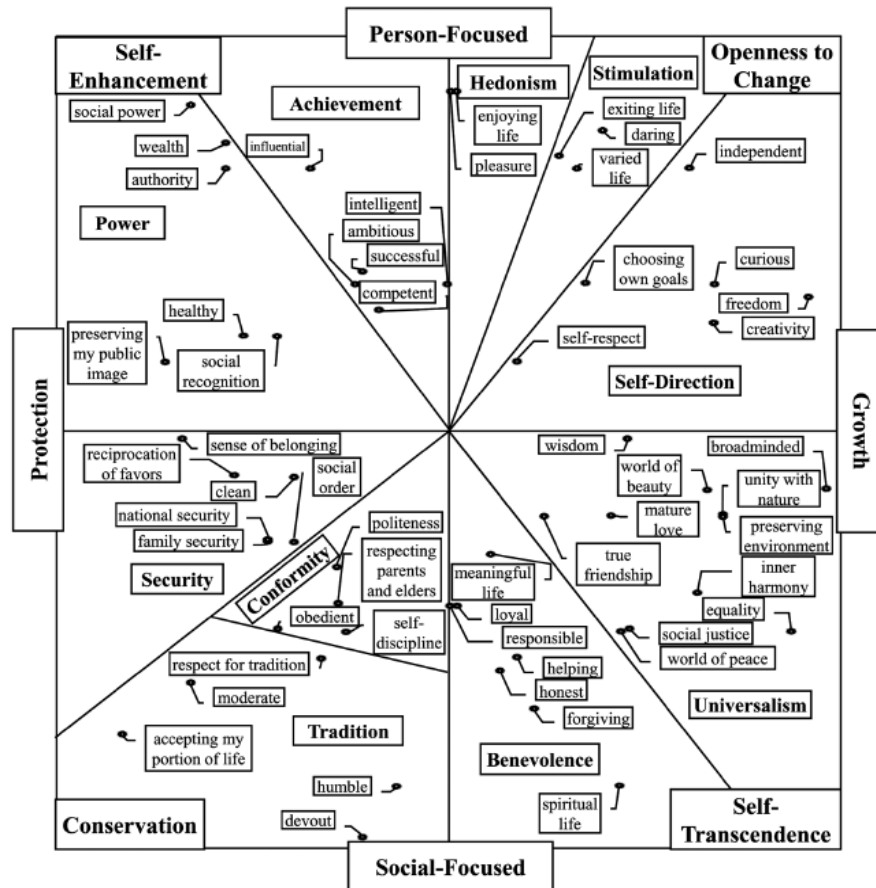 Person-Focused
Self-
Enhancement
Openness to
Change
Hedonism
Stimulation
Achievement
social power
exiting life
enjoying
life
daring
wealth
influential
varied
life
independent
authority
pleasure
Power
intelligent
ambitious
successful
choosing
own goals
curious
competent
freedom
healthy
creativity
preserving
my public
image
social
recognition
self-respect
Self-Direction
Protection
Growth
sense of belonging
wisdom
broadminded
reciprocation
of favors
social
order
world of
beauty
unity with
nature
clean
national security
politeness
mature
love
preserving
environment
family security
respecting
parents
and elders
true
friendship
inner
harmony
Security
Conformity
meaningful
life
equality
obedient
self-
discipline
loyal
responsible
social justice
world of peace
respect for tradition
helping
moderate
honest
Universalism
forgiving
accepting my
portion of life
Tradition
Benevolence
humble
spiritual
life
devout
Conservation
Self-
Transcendence
Social-Focused